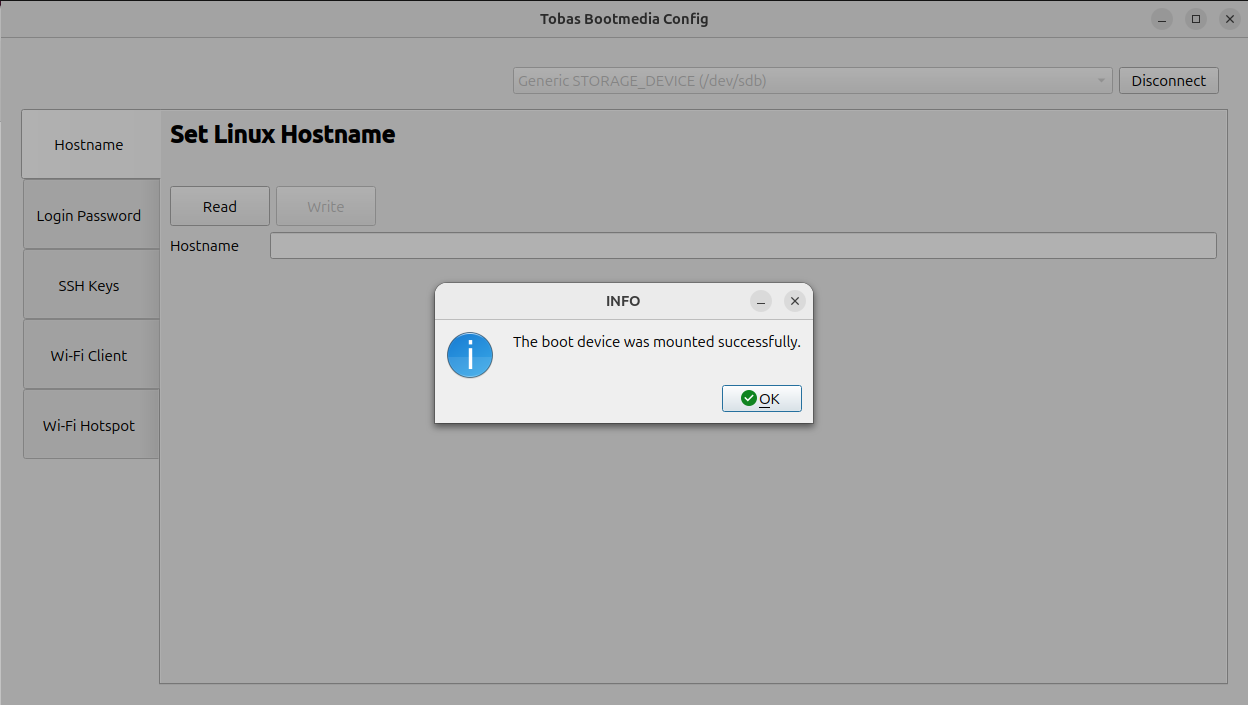 Tobas Bootmedia Config
Generic STORAGE_DEVICE (/dev/sdb)
Disconnect
Hostname
Set Linux Hostname
Login Password
Read
Write
Hostname
SSH Keys
INFO
The boot device was mounted successfully.
Wi-Fi Client
OK
Wi-Fi Hotspot